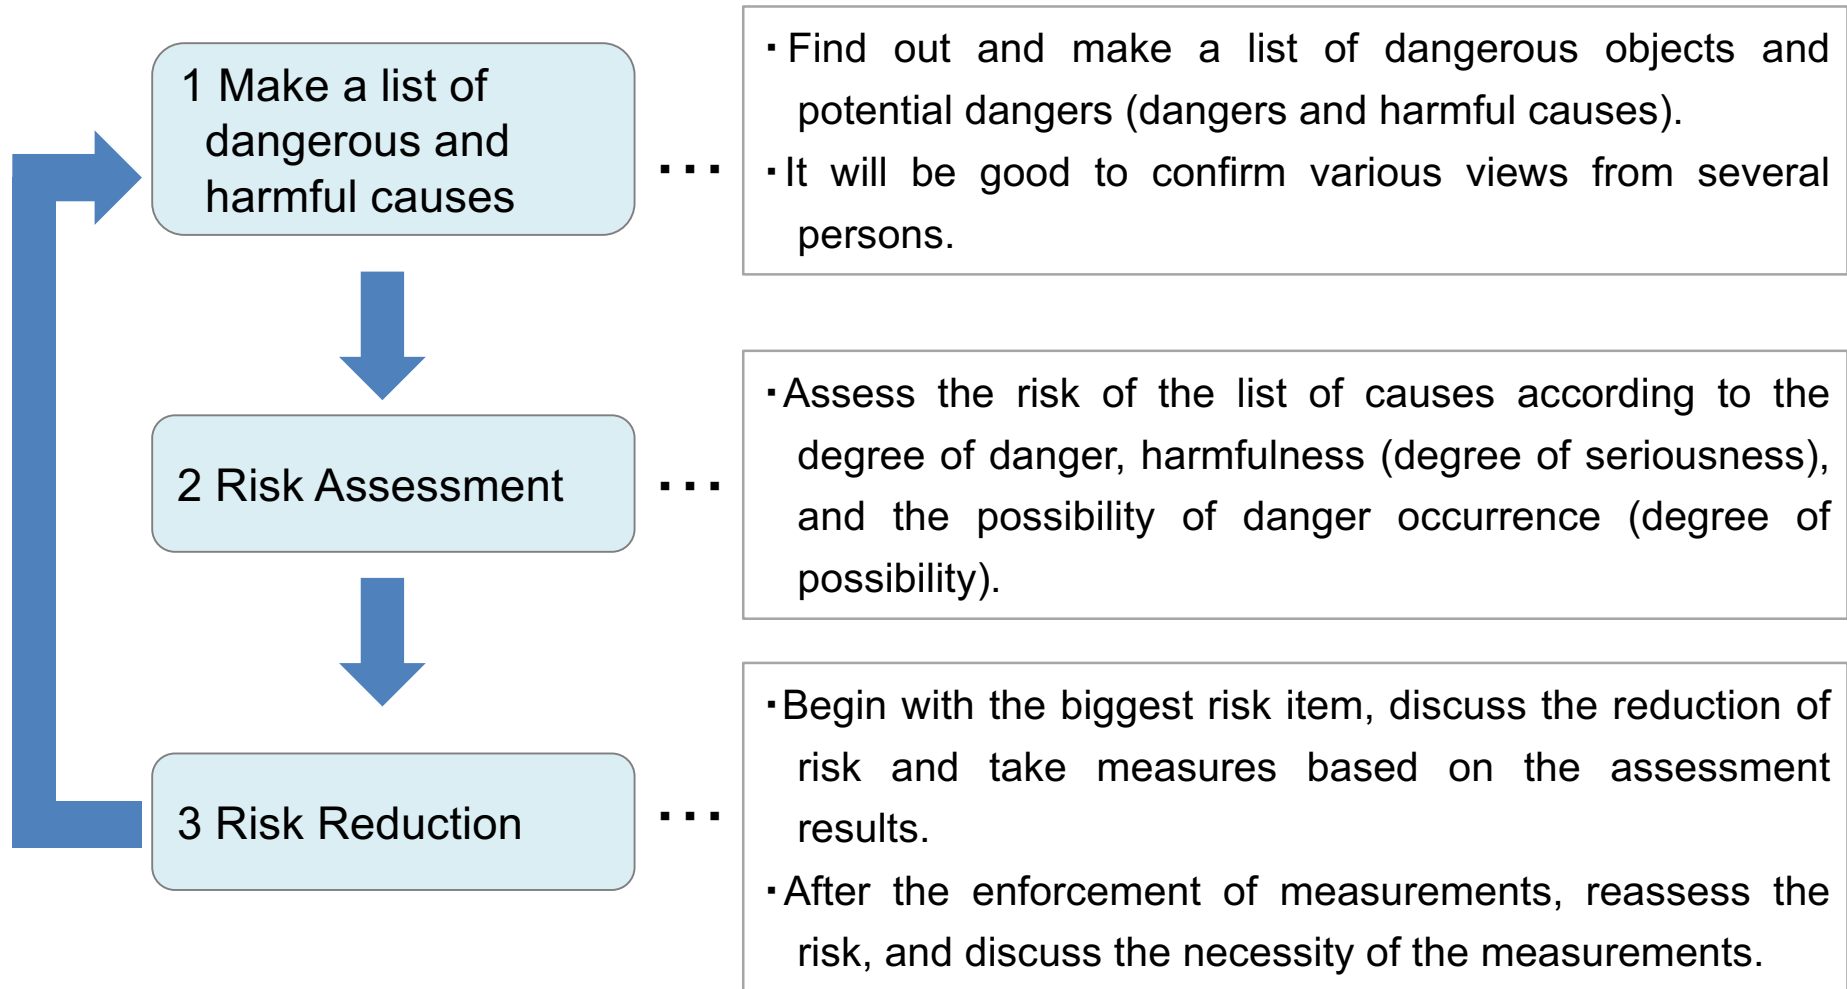 1 Make a list of
dangerous and
harmful causes
･･･
･Find out and make a list of dangerous objects and
potential dangers (dangers and harmful causes).
･It will be good to confirm various views from several
persons.
2 Risk Assessment
･･･
･Assess the risk of the list of causes according to the
degree of danger, harmfulness (degree of seriousness),
and the possibility of danger occurrence (degree of
possibility).
3 Risk Reduction
･･･
･Begin with the biggest risk item, discuss the reduction of
risk and take measures based on the assessment
results.
･After the enforcement of measurements, reassess the
risk, and discuss the necessity of the measurements.